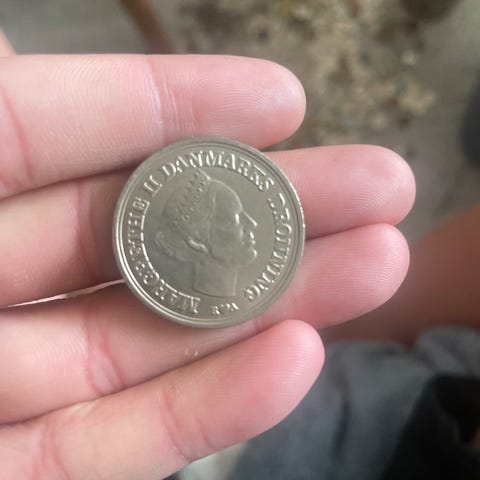 MARGRETHE II DANMARKS DRONNING